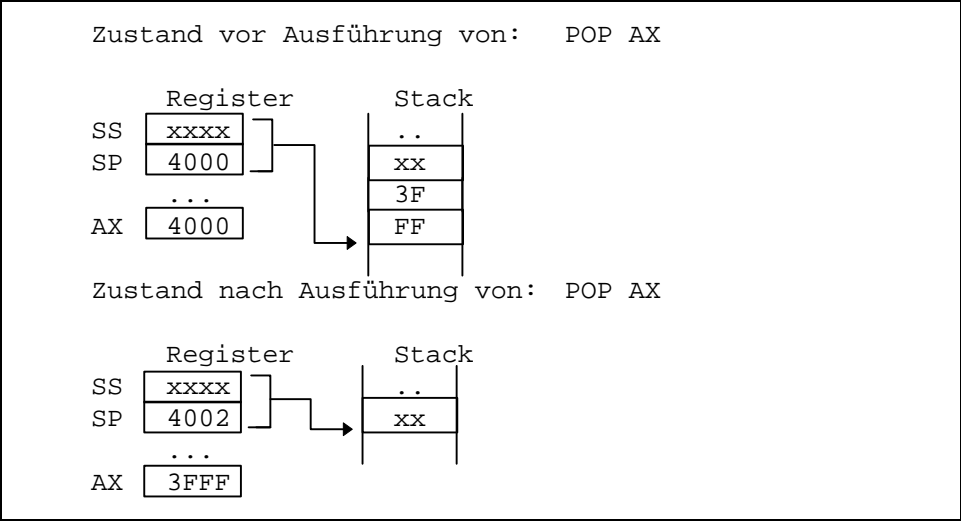 Zustand vor Ausführung von: POP AX
Register Stack
SS xxxx ..
SP 4000 xx
... 3F
AX 4000 FF
Zustand nach Ausführung von: POP AX
Register Stack
SS xxxx ..
SP 4002 xx
...
AX 3FFF